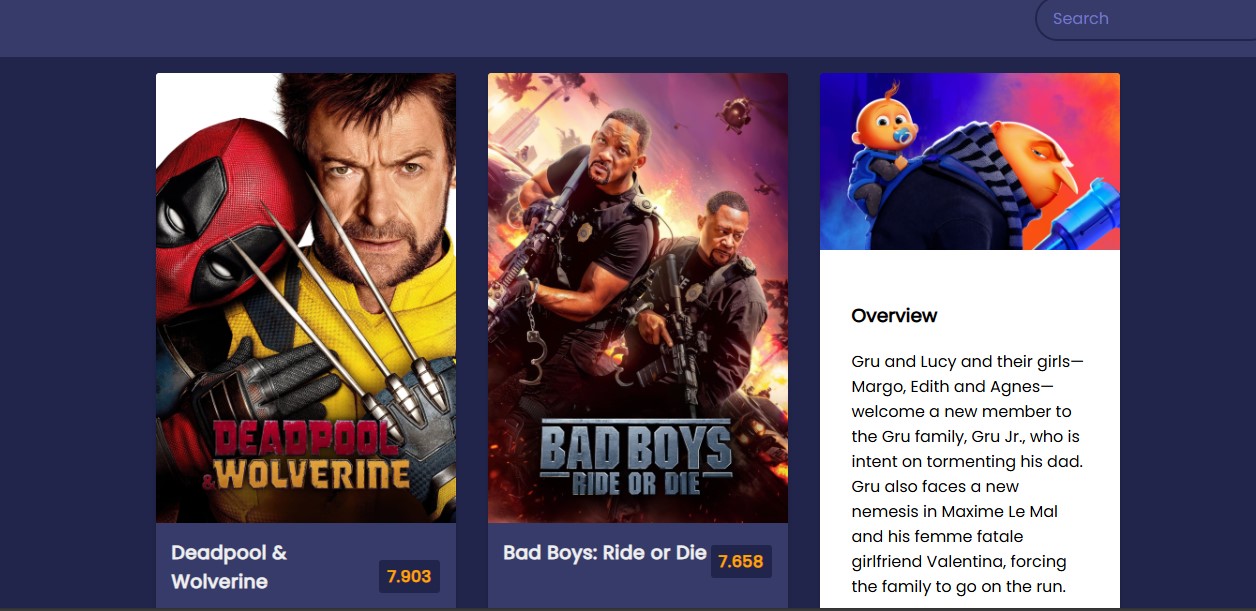 Search
DEADPOOL
&WOLVERINE
Deadpool &
Wolverine
7.903
BAD BOYS
RIDE OR DIE
Bad Boys: Ride or Die
7.658
Overview
Gru and Lucy and their girls—
Margo, Edith and Agnes—
welcome a new member to
the Gru family, Gru Jr., who is
intent on tormenting his dad.
Gru also faces a new
nemesis in Maxime Le Mal
and his femme fatale
girlfriend Valentina, forcing
the family to go on the run.